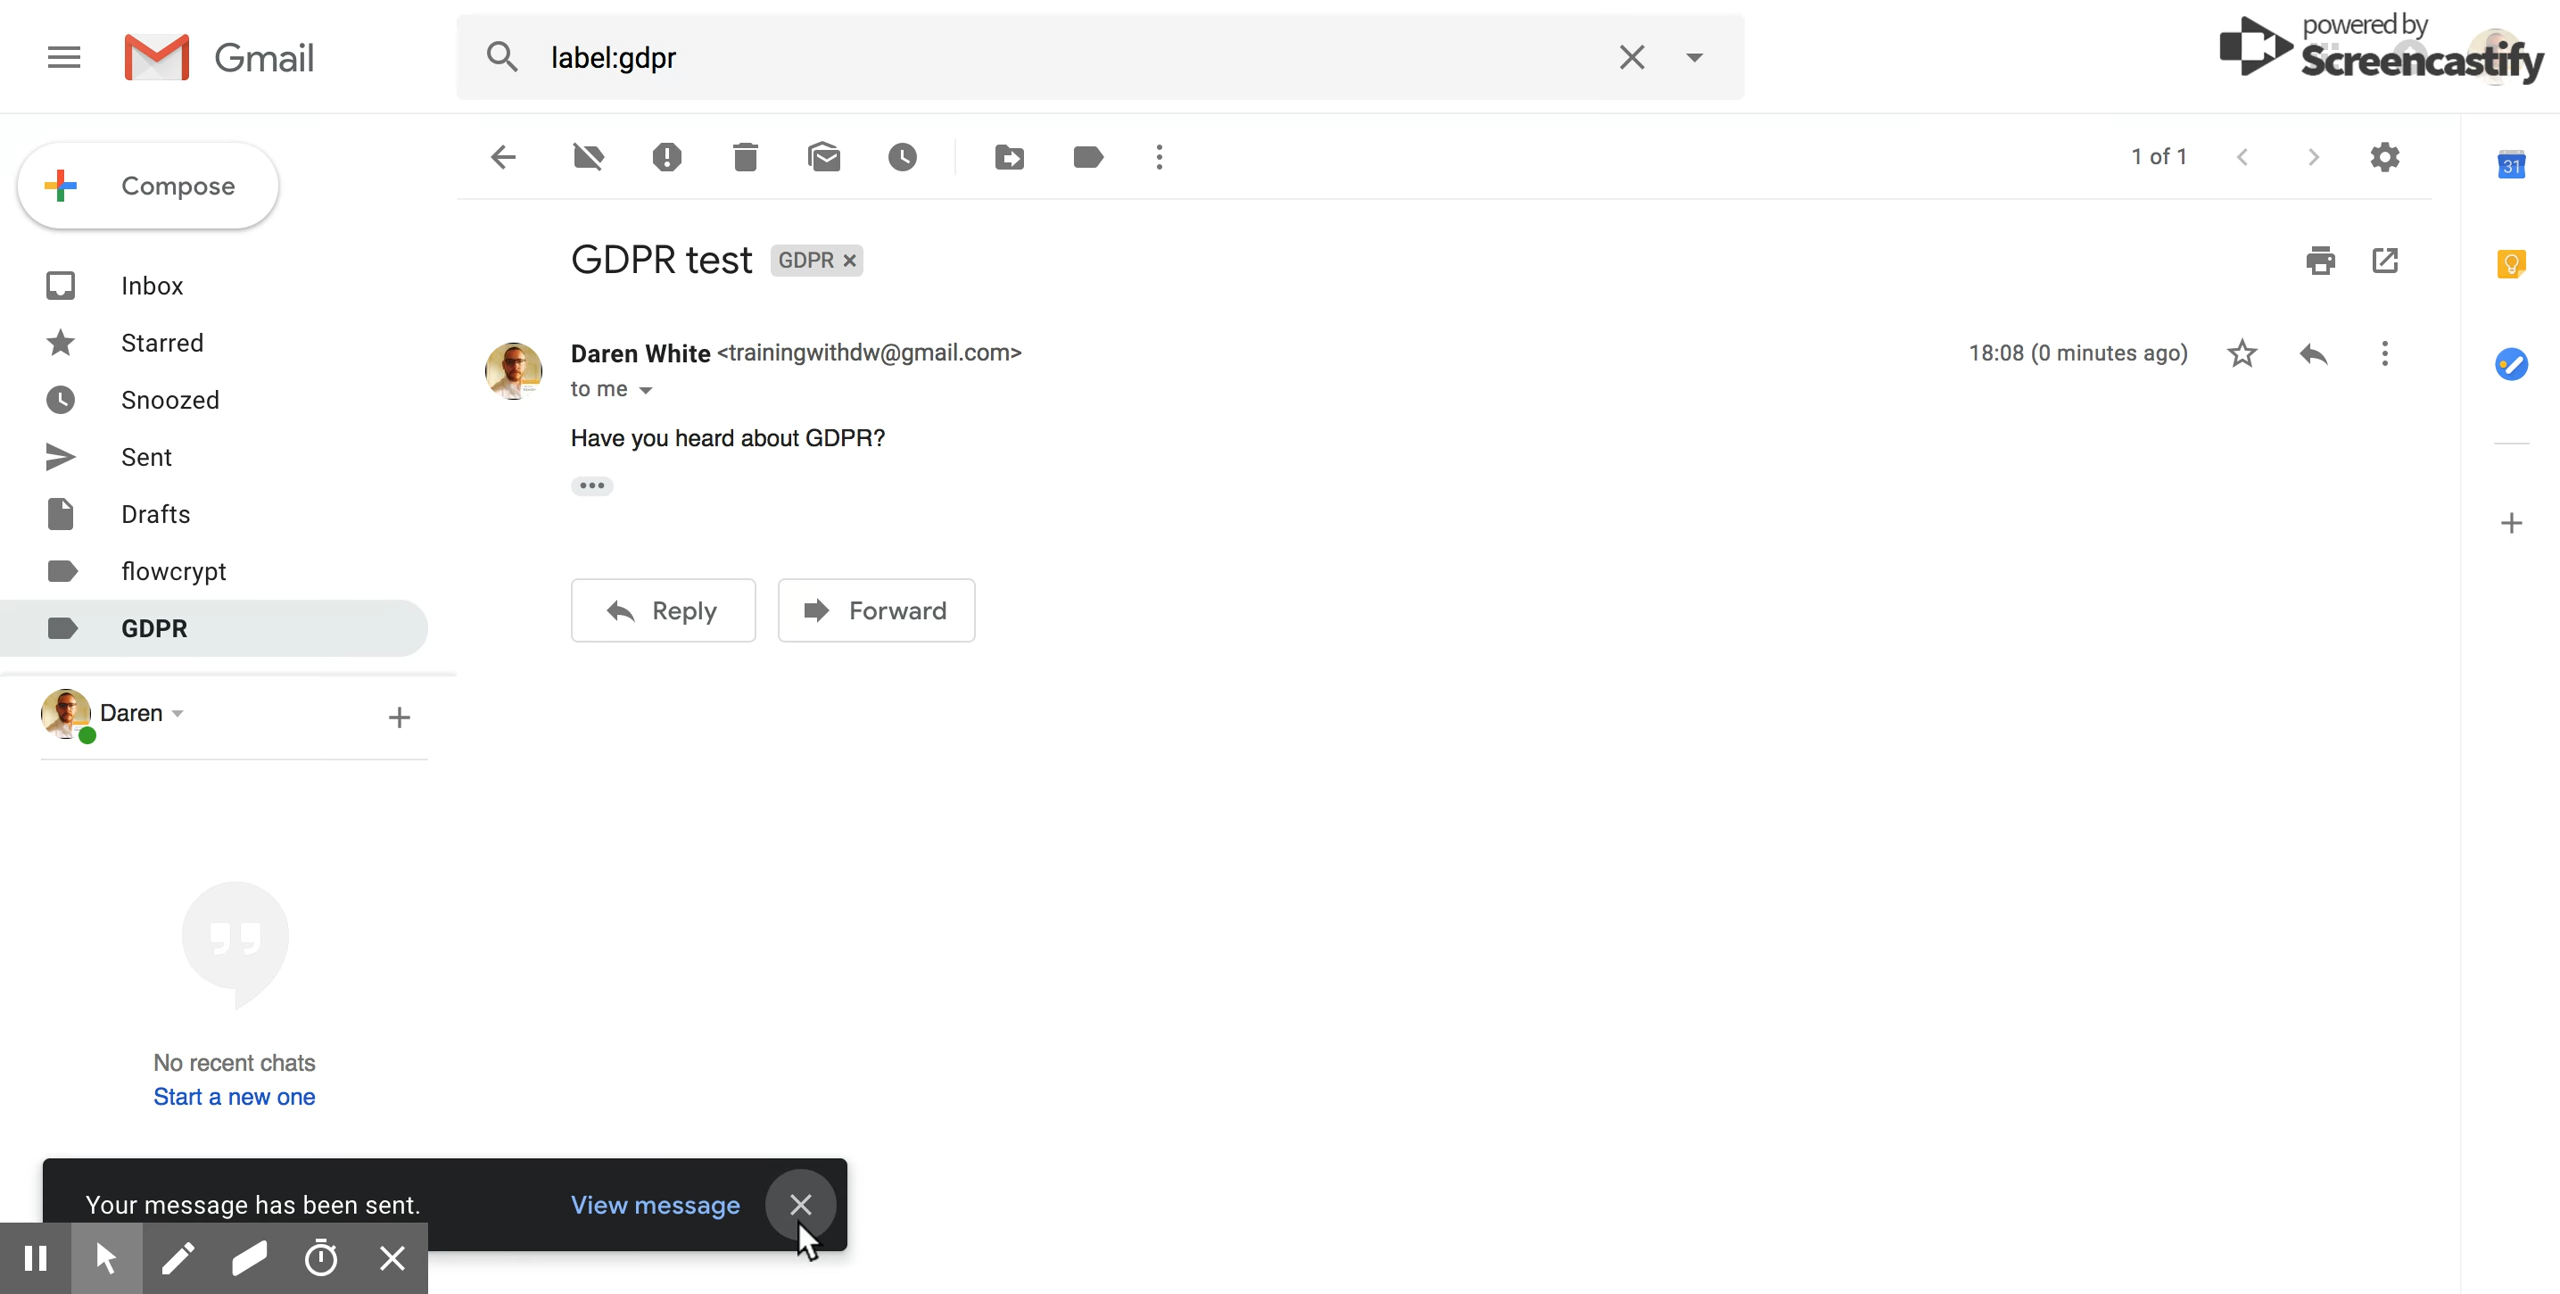 Gmail
label:gdpr
powered by
Screencastify
Compose
1 of 1
31
Inbox
Starred
Snoozed
Sent
Drafts
flowcrypt
GDPR
GDPR test GDPR ×
Daren White <trainingwithdw@gmail.com>
18:08 (0 minutes ago)
to me
Have you heard about GDPR?
Reply
Forward
Daren
No recent chats
Start a new one
Your message has been sent.
View message